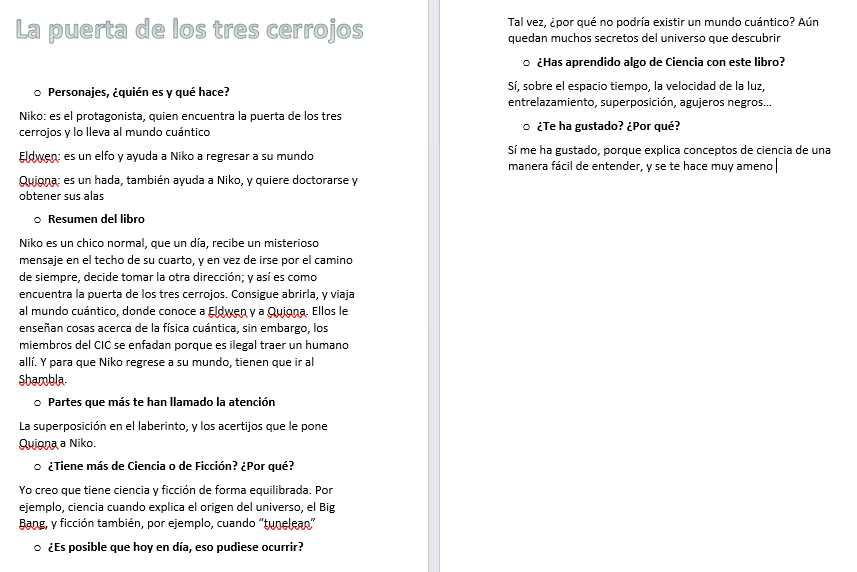 La puerta de los tres cerrojos
o Personajes, ¿quién es y qué hace?
Niko: es el protagonista, quien encuentra la puerta de los tres
cerrojos y lo lleva al mundo cuántico
Eldwen: es un elfo y ayuda a Niko a regresar a su mundo
Quiona: es un hada, también ayuda a Niko, y quiere doctorarse y
obtener sus alas
o Resumen del libro
Niko es un chico normal, que un día, recibe un misterioso
mensaje en el techo de su cuarto, y en vez de irse por el camino
de siempre, decide tomar la otra dirección; y así es como
encuentra la puerta de los tres cerrojos. Consigue abrirla, y viaja
al mundo cuántico, donde conoce a Eldwen y a Quiona. Ellos le
enseñan cosas acerca de la física cuántica, sin embargo, los
miembros del CIC se enfadan porque es ilegal traer un humano
allí. Y para que Niko regrese a su mundo, tienen que ir al
Shambla.
o Partes que más te han llamado la atención
La superposición en el laberinto, y los acertijos que le pone
Quiona a Niko.
o ¿Tiene más de Ciencia o de Ficción? ¿Por qué?
Yo creo que tiene ciencia y ficción de forma equilibrada. Por
ejemplo, ciencia cuando explica el origen del universo, el Big
Bang, y ficción también, por ejemplo, cuando “tunelean”
o ¿Es posible que hoy en día, eso pudiese ocurrir?
Tal vez, ¿por qué no podría existir un mundo cuántico? Aún
quedan muchos secretos del universo que descubrir
o ¿Has aprendido algo de Ciencia con este libro?
Sí, sobre el espacio tiempo, la velocidad de la luz,
entrelazamiento, superposición, agujeros negros...
o ¿Te ha gustado? ¿Por qué?
Sí me ha gustado, porque explica conceptos de ciencia de una
manera fácil de entender, y se te hace muy ameno